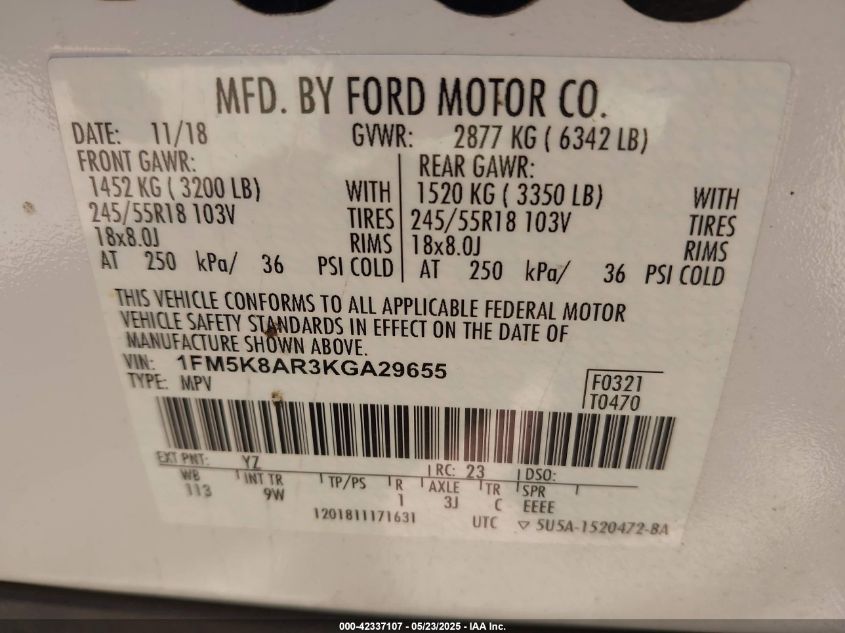 MFD. BY FORD MOTOR CO.
DATE: 11/18 GVWR: 2877 KG ( 6342 LB)
FRONT GAWR: REAR GAWR:
1452 KG ( 3200 LB) WITH 1520 KG ( 3350 LB) WITH
245/55R18 103V TIRES 245/55R18 103V TIRES
18x8.0J RIMS 18x8.0J RIMS
AT 250 kPa/ 36 PSI COLD AT 250 kPa/ 36 PSI COLD
THIS VEHICLE CONFORMS TO ALL APPLICABLE FEDERAL MOTOR
VEHICLE SAFETY STANDARDS IN EFFECT ON THE DATE OF
MANUFACTURE SHOWN ABOVE.
VIN: 1FM5K8AR3KGA29655
TYPE: MPV F0321
T0470
EXT PNT: YZ RC: 23 DSO:
WB INT TR TP/PS R AXLE TR SPR
113 9W 1 3J C EEEE
1201811171631 UTC ▽ 5U5A-1520472-BA
000-42337107 - 05/23/2025 - IAA Inc.